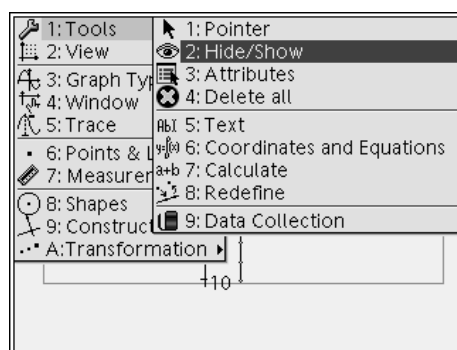 1:Tools
2: View
3: Graph Typ
4: Window
5: Trace
6: Points & L
7: Measurer
8: Shapes
9: Construct
A:Transformation
1: Pointer
2: Hide/Show
3: Attributes
4: Delete all
AbI 5: Text
6: Coordinates and Equations
a+b 7: Calculate
8: Redefine
9: Data Collection
10